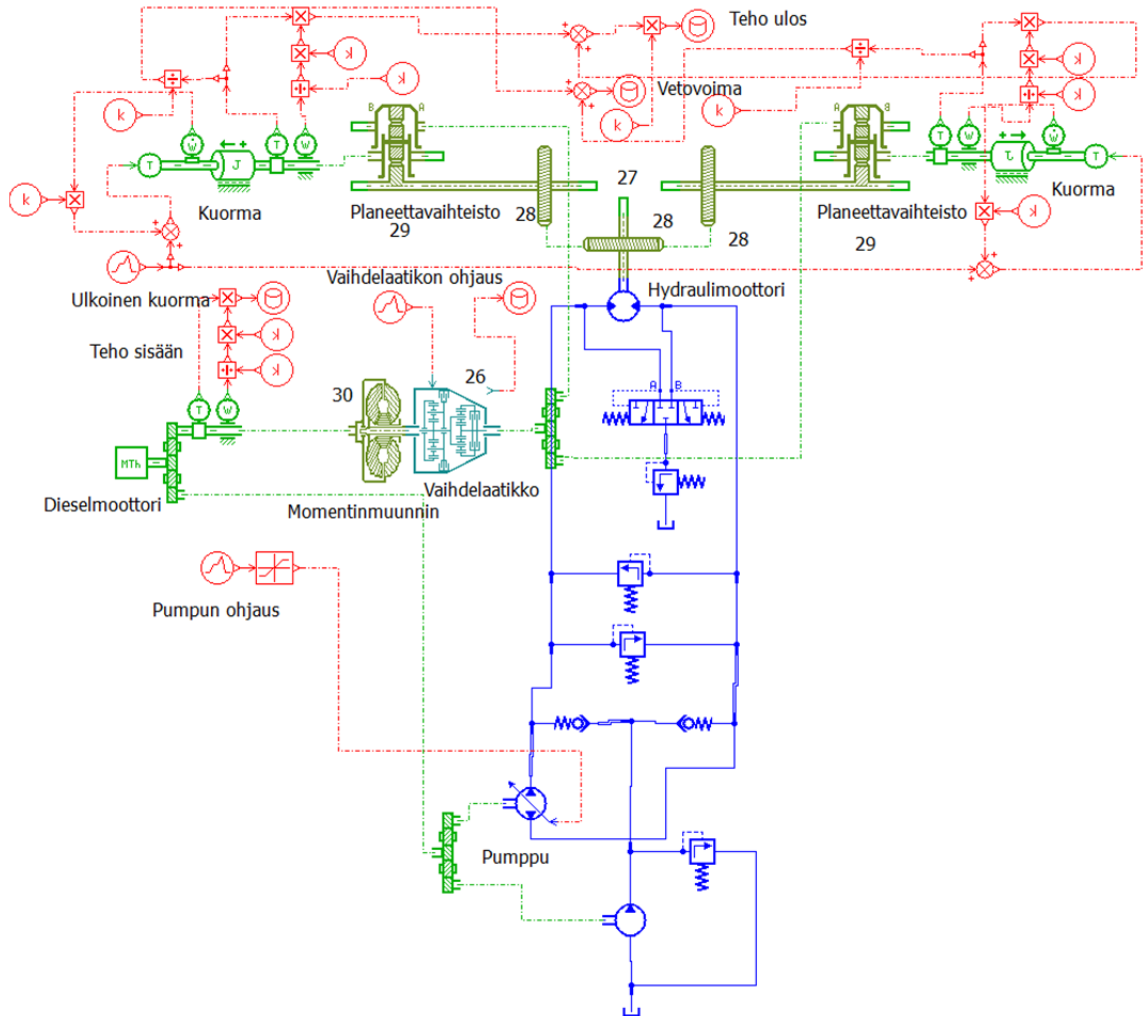 Teho ulos
k
k
Vetovoima
k
k
B A
k
A B
k
k
W
T
W
T
W
W
T
J
T
27
k
Kuorma
Planeettavaihteisto
28
28
28
Planeettavaihteisto
Kuorma
k
29
29
Ulkoinen kuorma
Vaihdelaatikon ohjaus
Hydraulimoottori
Teho sisään
k
k
26
A B
30
T
W
MTh
Dieselmoottori
Momentinmuunnin
Vaihdelaatikko
Pumpun ohjaus
Pumppu